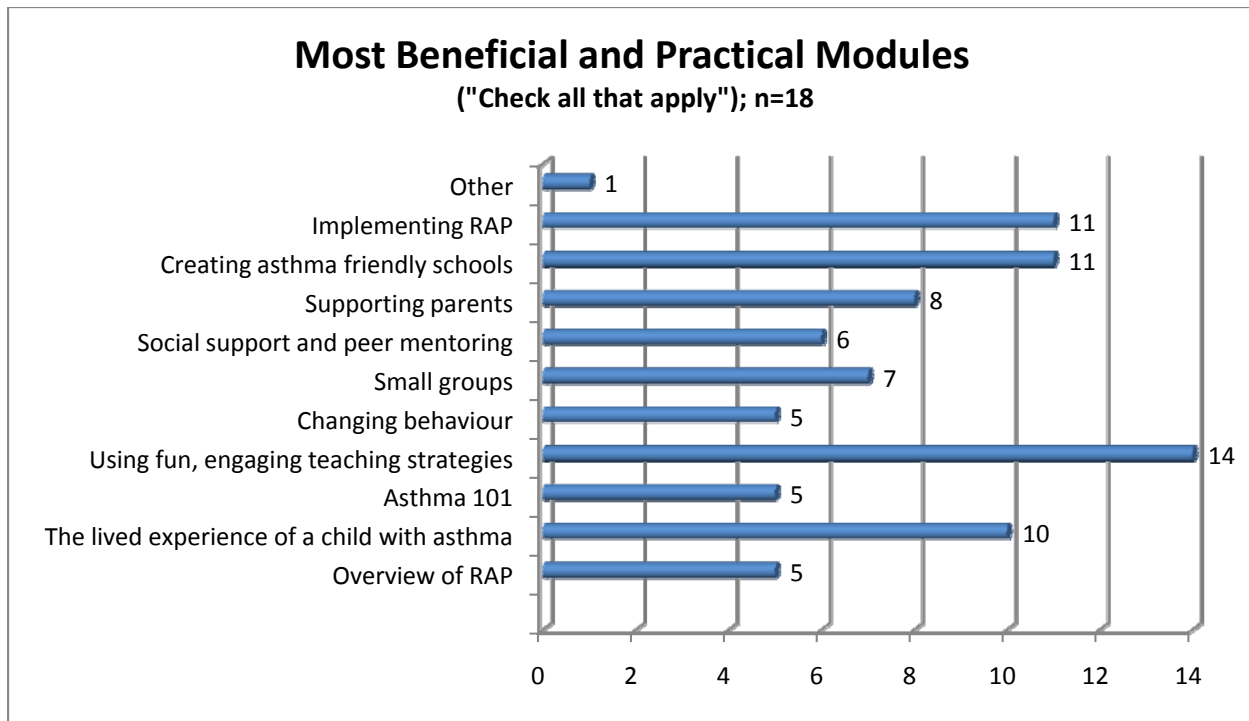 Most Beneficial and Practical Modules
("Check all that apply"); n=18
Other 1
Implementing RAP 11
Creating asthma friendly schools 11
Supporting parents 8
Social support and peer mentoring 6
Small groups 7
Changing behaviour 5
Using fun, engaging teaching strategies 14
Asthma 101 5
The lived experience of a child with asthma 10
Overview of RAP 5
0 2 4 6 8 10 12 14